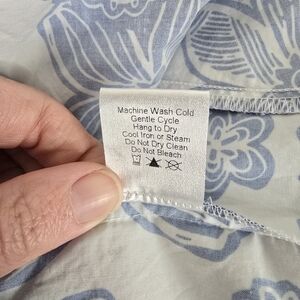 Machine Wash Cold
Gentle Cycle
Hang to Dry
Cool Iron or Steam
Do Not Dry Clean
Do Not Bleach